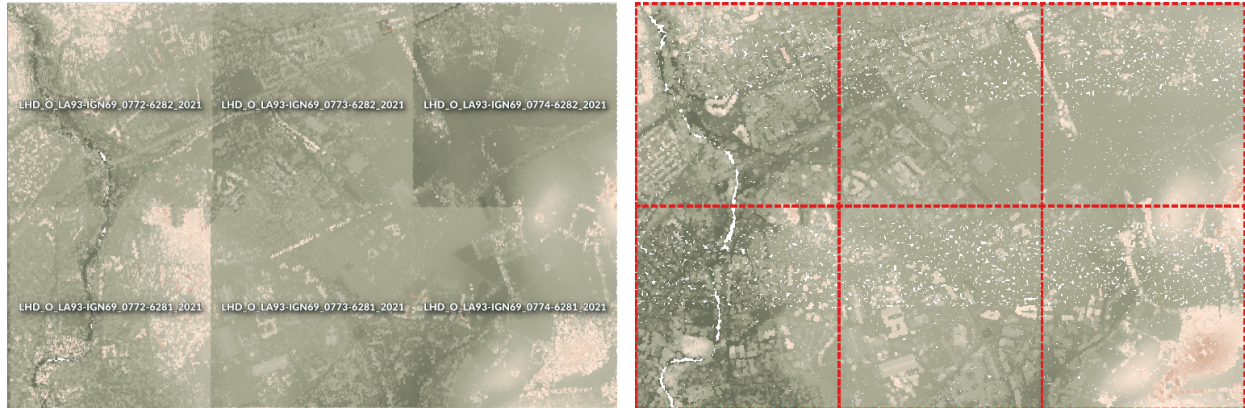 LHD_O_LA93-IGN69_0772-6282_2021
LHD_O_LA93-IGN69_0773-6282_2021
LHD_O_LA93-IGN69_0774-6282_2021
LHD_O_LA93-IGN69_0772-6281_2021
LHD_O_LA93-IGN69_0773-6281_2021
LHD_O_LA93-IGN69_0774-6281_2021